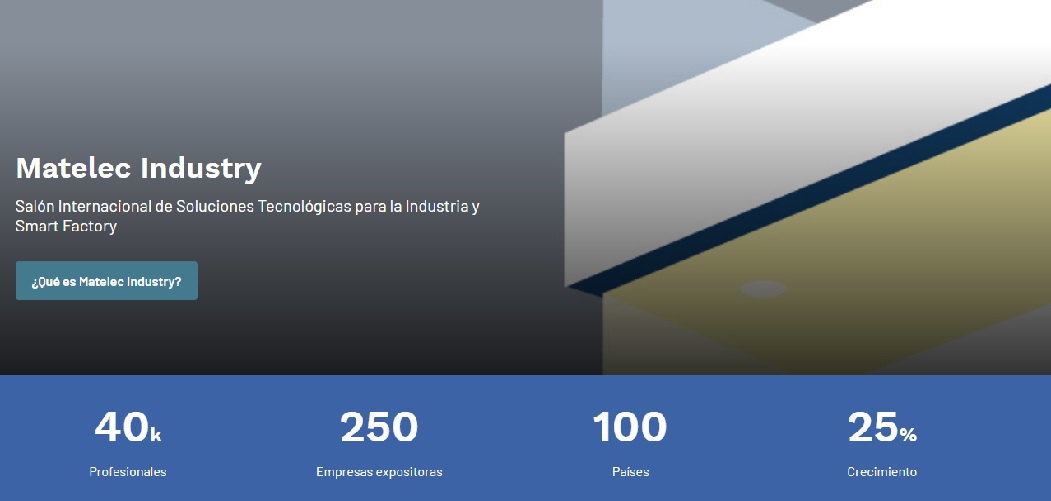 Matelec Industry
Salón Internacional de Soluciones Tecnológicas para la Industria y
Smart Factory
¿Qué es Matelec Industry?
40k 250 100 25%
Profesionales Empresas expositoras Países Crecimiento